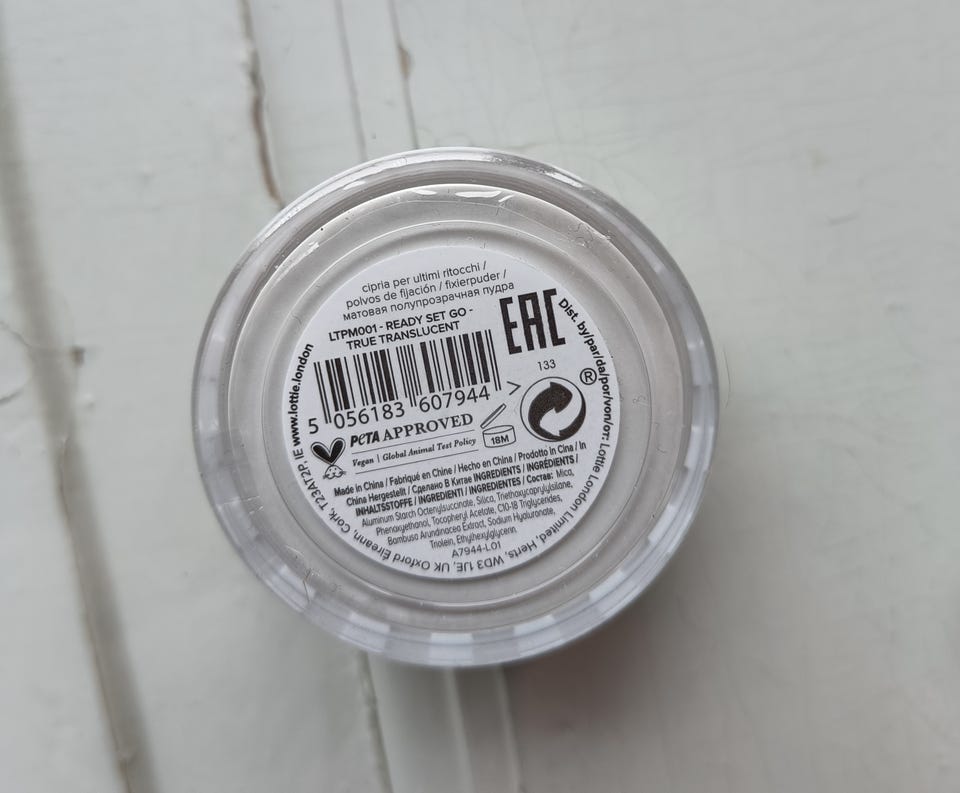 cipria per ultimi ritocchi /
polvos de fijación / fixierpuder /
матовая полупрозрачная пудра
LTPM001 - READY SET GO -
TRUE TRANSLUCENT
EAC
133
5 056183 607944 >
PETA APPROVED
Vegan | Global Animal Test Policy
18M
Made in China / Fabriqué en Chine / Hecho en China / Prodotto in Cina / In
China Hergestell / Сделано В Китае INGREDIENTS / INGRÉDIENTS /
INHALTSSTOFFE / INGREDIENTI / INGREDIENTES / Состав: Mica,
Aluminum Starch Octenylsuccinate, Silica, Triethoxycaprylylsilane,
Phenoxyethanol, Tocopheryl Acetate, C10-18 Triglycerides,
Bambusa Arundinacea Extract, Sodium Hyaluronate,
Triolein, Ethylhexylglycerin.
A7944-L01
Dist. by/par/da/por/von/от: Lottie London Limited, Herts, WD3 1JE, UK Oxford Éireann, Cork, T23AT2P, IE www.lottie.london
®